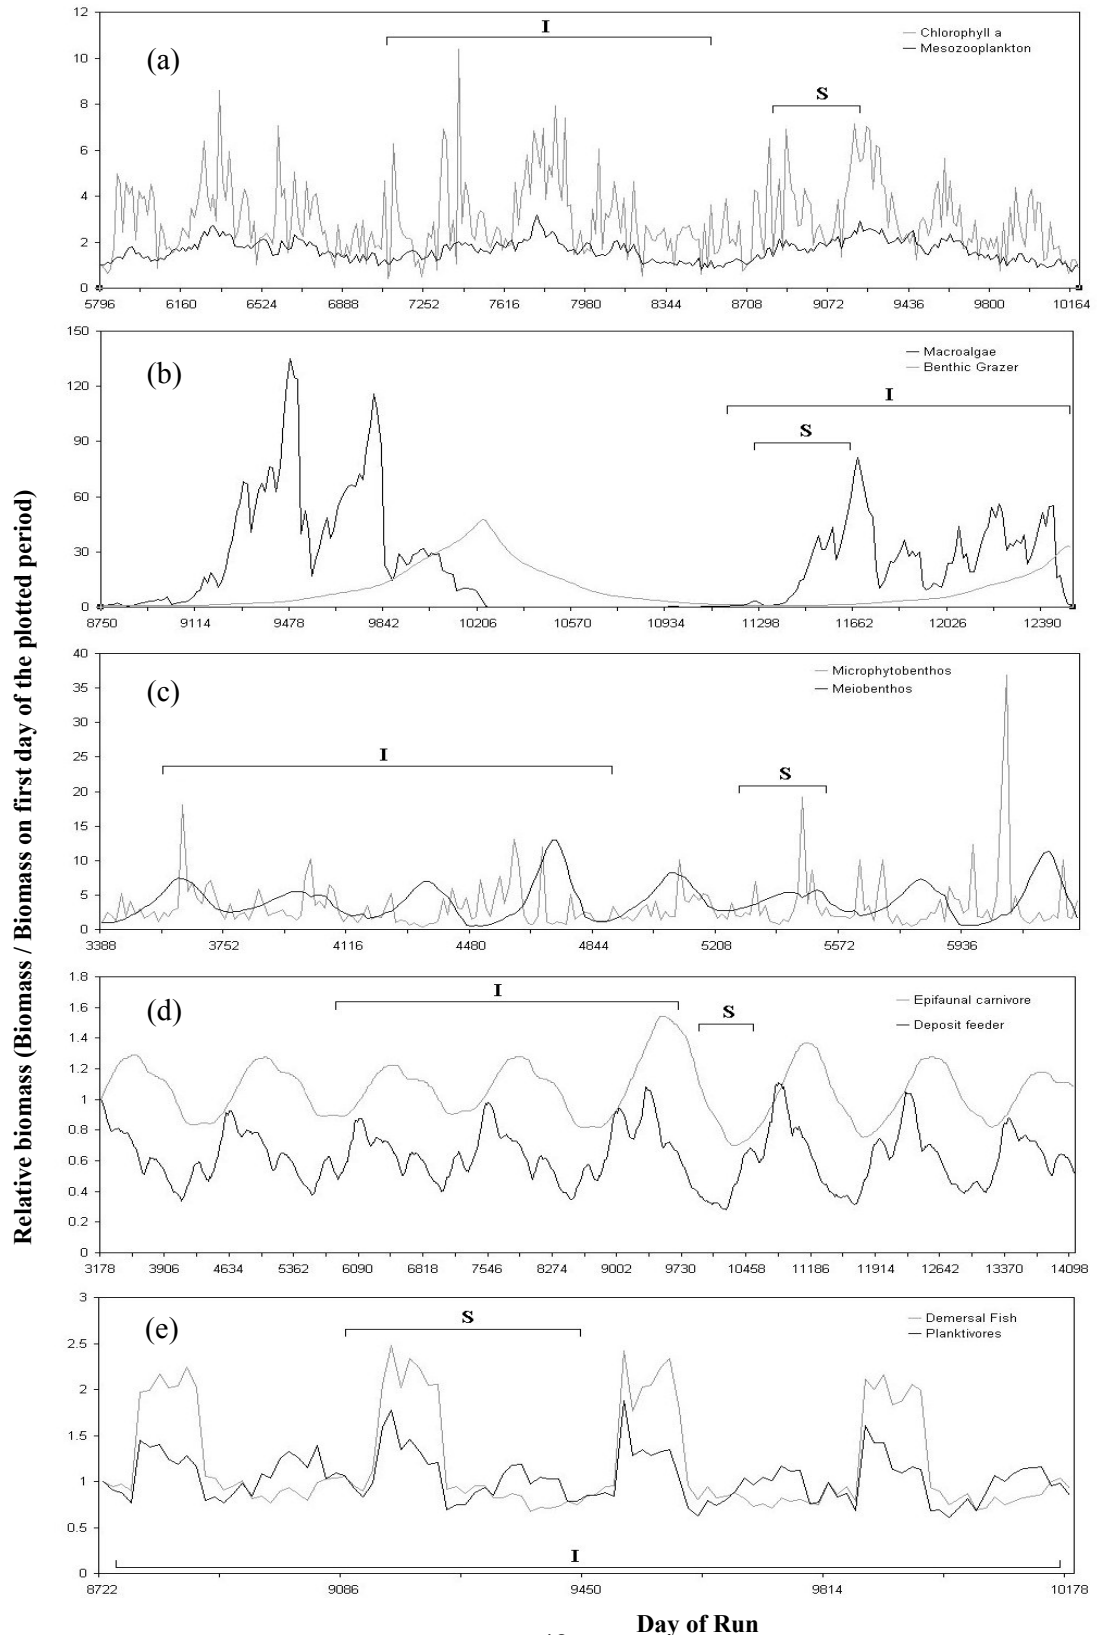 Relative biomass (Biomass / Biomass on first day of the plotted period)
12
10
8
6
4
2
0
(a)
I
S
Chlorophyll a
Mesozooplankton
5796 6160 6524 6888 7252 7616 7980 8344 8708 9072 9436 9800 10164
150
120
90
60
30
0
(b)
I
S
Macroalgae
Benthic Grazer
8750 9114 9478 9842 10206 10570 10934 11298 11662 12026 12390
40
35
30
25
20
15
10
5
0
(c)
I
S
Microphytobenthos
Meiobenthos
3388 3752 4116 4480 4844 5208 5572 5936
1.8
1.6
1.4
1.2
1
0.8
0.6
0.4
0.2
0
(d)
I
S
Epifaunal carnivore
Deposit feeder
3178 3906 4634 5362 6090 6818 7546 8274 9002 9730 10458 11186 11914 12642 13370 14098
3
2.5
2
1.5
1
0.5
0
(e)
S
Demersal Fish
Planktivores
I
8722 9086 9450 9814 10178
Day of Run